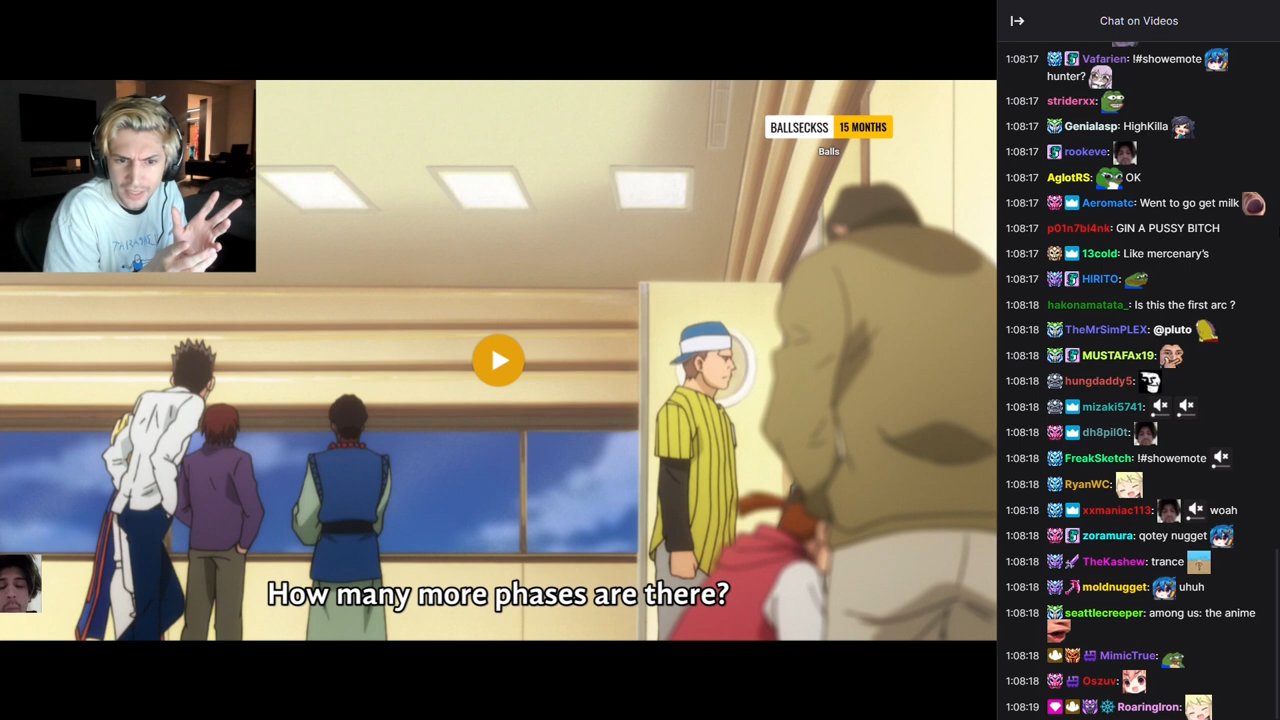 Chat on Videos
BALLSECKSS 15 MONTHS
Balls
How many more phases are there?
1:08:17 Vafarien: !#showemote
hunter?
1:08:17 striderxx:
1:08:17 Genialasp: HighKilla
1:08:17 rookeve:
1:08:17 AglotRS: OK
1:08:17 Aeromatc: Went to go get milk
1:08:17 p01n7bl4nk: GIN A PUSSY BITCH
1:08:17 13cold: Like mercenary's
1:08:17 HIRITO:
1:08:18 hakonamatata_: Is this the first arc ?
1:08:18 TheMrSimPLEX: @pluto
1:08:18 MUSTAFAx19:
1:08:18 hungdaddy5:
1:08:18 mizaki5741:
1:08:18 dh8pil0t:
1:08:18 FreakSketch: !#showemote
1:08:18 RyanWC:
1:08:18 xxmaniac113: woah
1:08:18 zoramura: qotey nugget
1:08:18 TheKashew: trance
1:08:18 moldnugget: uhuh
1:08:18 seattlecreeper: among us: the anime
1:08:18 MimicTrue:
1:08:18 Oszuv:
1:08:19 RoaringIron: